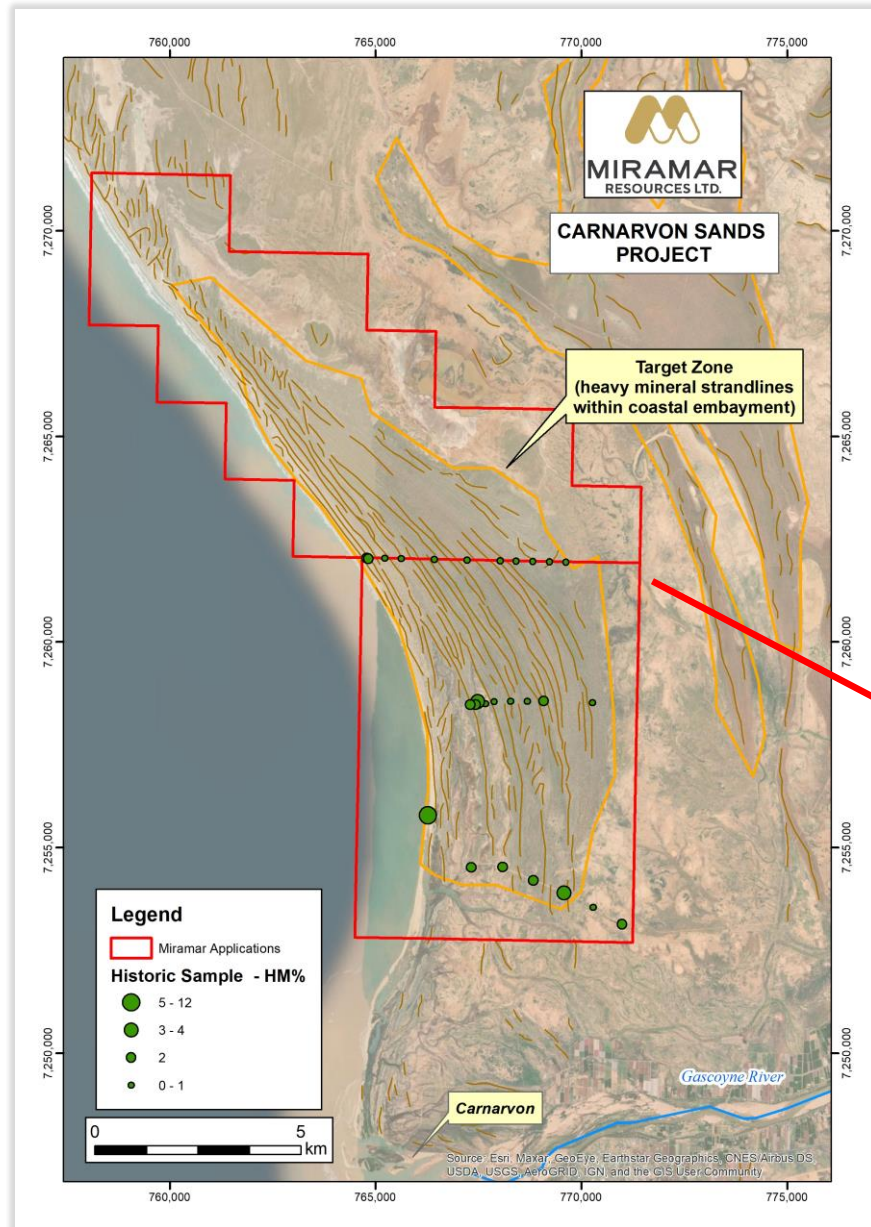 760,000
765,000
770,000
775,000
MIRAMAR
RESOURCES LTD.
CARNARVON SANDS
PROJECT
7,270,000
7,270,000
Target Zone
(heavy mineral strandlines
within coastal embayment)
7,265,000
7,265,000
7,260,000
7,260,000
7,255,000
7,255,000
Legend
Miramar Applications
Historic Sample - HM%
5 - 12
3 - 4
2
0 - 1
7,250,000
7,250,000
Gascoyne River
Carnarvon
0 5
km
Source: Esri, Maxar, GeoEye, Earthstar Geographics, CNES/Airbus DS,
USDA, USGS, AeroGRID, IGN, and the GIS User Community
760,000
765,000
770,000
775,000